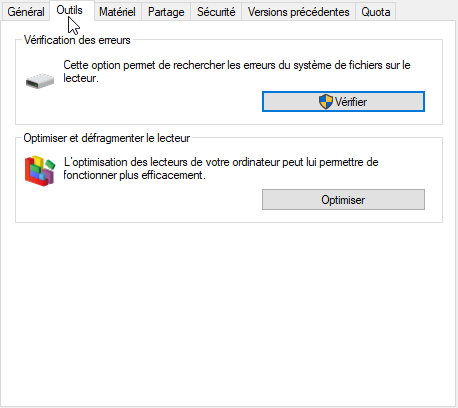 Général Outils Matériel Partage Sécurité Versions précédentes Quota
Vérification des erreurs
Cette option permet de rechercher les erreurs du système de fichiers sur le
lecteur.
Vérifier
Optimiser et défragmenter le lecteur
L'optimisation des lecteurs de votre ordinateur peut lui permettre de
fonctionner plus efficacement.
Optimiser